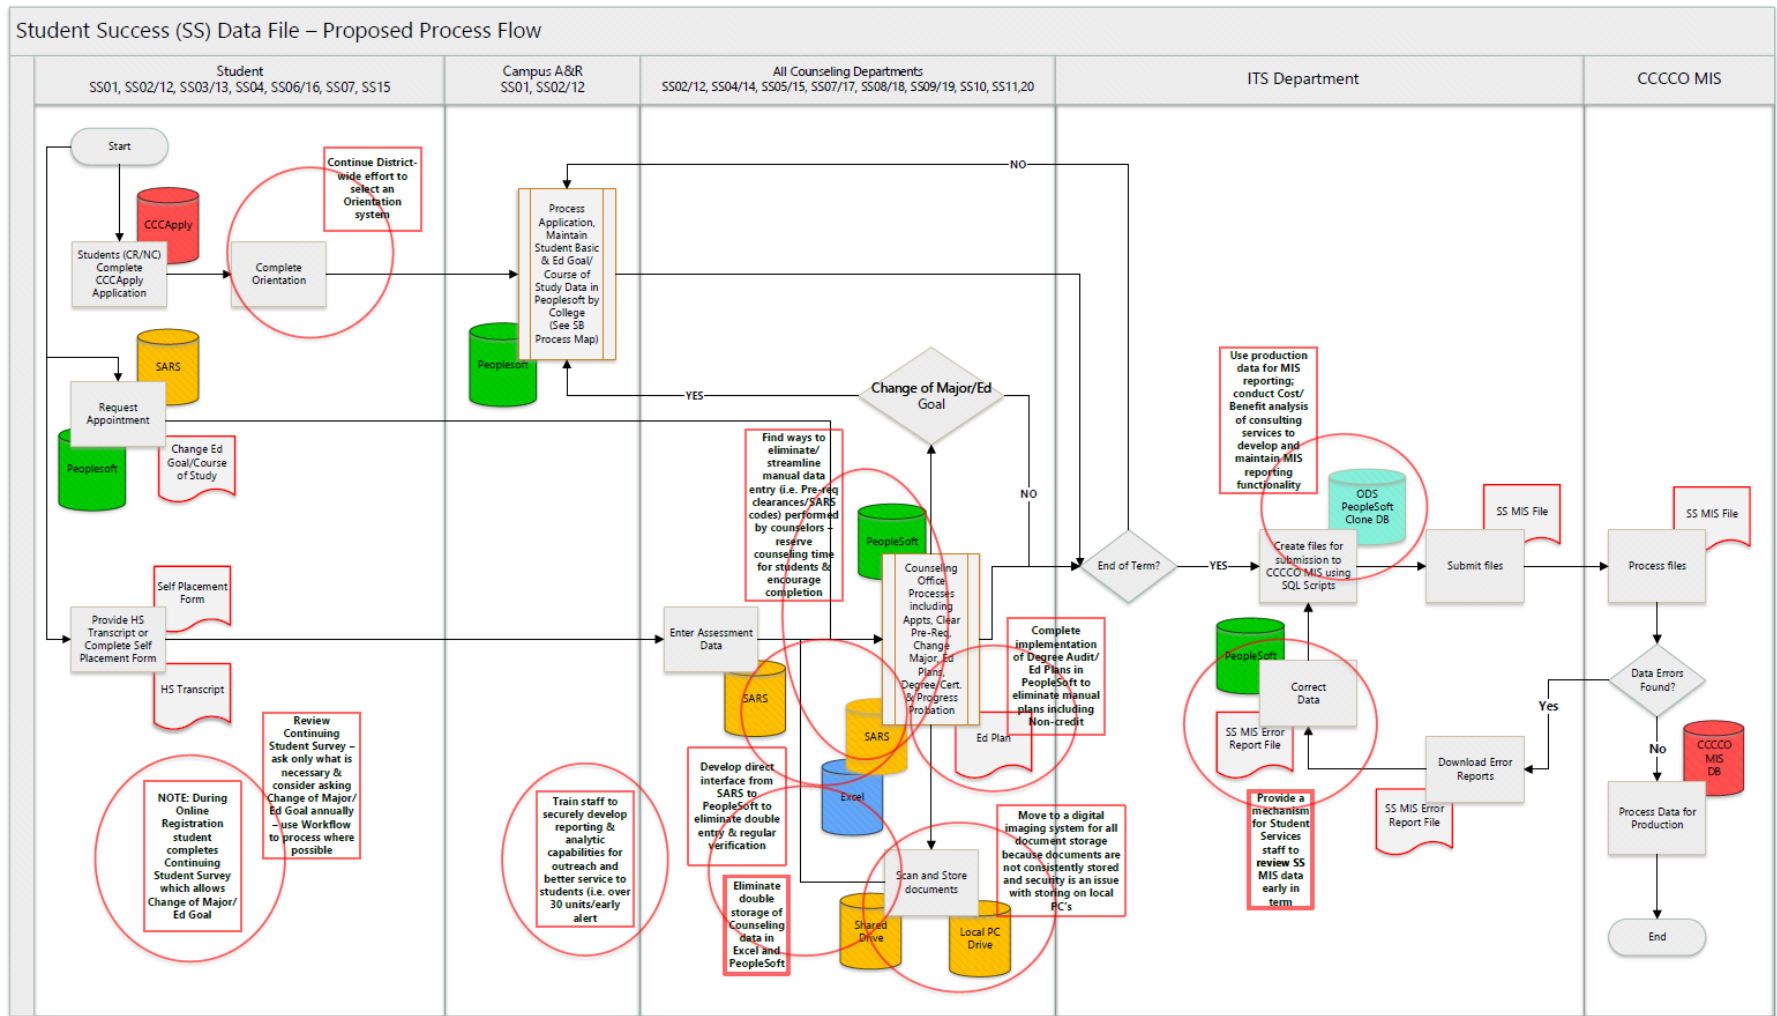 Student Success (SS) Data File – Proposed Process Flow
Student
SS01, SS02/12, SS03/13, SS04, SS06/16, SS07, SS15
Campus A&R
SS01, SS02/12
All Counseling Departments
SS02/12, SS04/14, SS05/15, SS07/17, SS08/18, SS09/19, SS10, SS11,20
ITS Department
CCCCO MIS
Start
CCCApply
Students (CR/NC)
Complete
CCCApply
Application
Complete
Orientation
Continue District-
wide effort to
select an
Orientation
system
SARS
Request
Appointment
Peoplesoft
Change Ed
Goal/Course
of Study
Self Placement
Form
Provide HS
Transcript or
Complete Self
Placement Form
HS Transcript
Review
Continuing
Student Survey –
ask only what is
necessary &
consider asking
Change of Major/
Ed Goal annually
– use Workflow
to process where
possible
NOTE: During
Online
Registration
student
completes
Continuing
Student Survey
which allows
Change of Major/
Ed Goal
Process
Application,
Maintain
Student Basic
& Ed Goal/
Course of
Study Data in
Peoplesoft by
College
(See SB
Process Map)
Peoplesoft
Train staff to
securely develop
reporting &
analytic
capabilities for
outreach and
better service to
students (i.e. over
30 units/early
alert
NO
YES
Change of Major/Ed
Goal
NO
Find ways to
eliminate/
streamline
manual data
entry (i.e. Pre-req
clearances/SARS
codes) performed
by counselors –
reserve
counseling time
for students &
encourage
completion
PeopleSoft
Counseling
Office
Processes
including
Appts, Clear
Pre-Req,
Change
Major, Ed
Plans,
Degree/Cert.
& Progress
Probation
Enter Assessment
Data
SARS
SARS
Excel
Ed Plan
Complete
implementation
of Degree Audit/
Ed Plans in
PeopleSoft to
eliminate manual
plans including
Non-credit
Develop direct
interface from
SARS to
PeopleSoft to
eliminate double
entry & regular
verification
Eliminate
double
storage of
Counseling
data in
Excel and
PeopleSoft
Scan and Store
documents
Shared
Drive
Local PC
Drive
Move to a digital
imaging system for all
document storage
because documents are
not consistently stored
and security is an issue
with storing on local
PC's
End of Term?
YES
Use production
data for MIS
reporting;
conduct Cost/
Benefit analysis
of consulting
services to
develop and
maintain MIS
reporting
functionality
ODS
PeopleSoft
Clone DB
Create files for
submission to
CCCCO MIS using
SQL Scripts
SS MIS File
Submit files
PeopleSoft
Correct
Data
SS MIS Error
Report File
Provide a
mechanism
for Student
Services
staff to
review SS
MIS data
early in
term
Download Error
Reports
SS MIS Error
Report File
SS MIS File
Process files
Data Errors
Found?
Yes
No
CCCCO
MIS
DB
Process Data for
Production
End